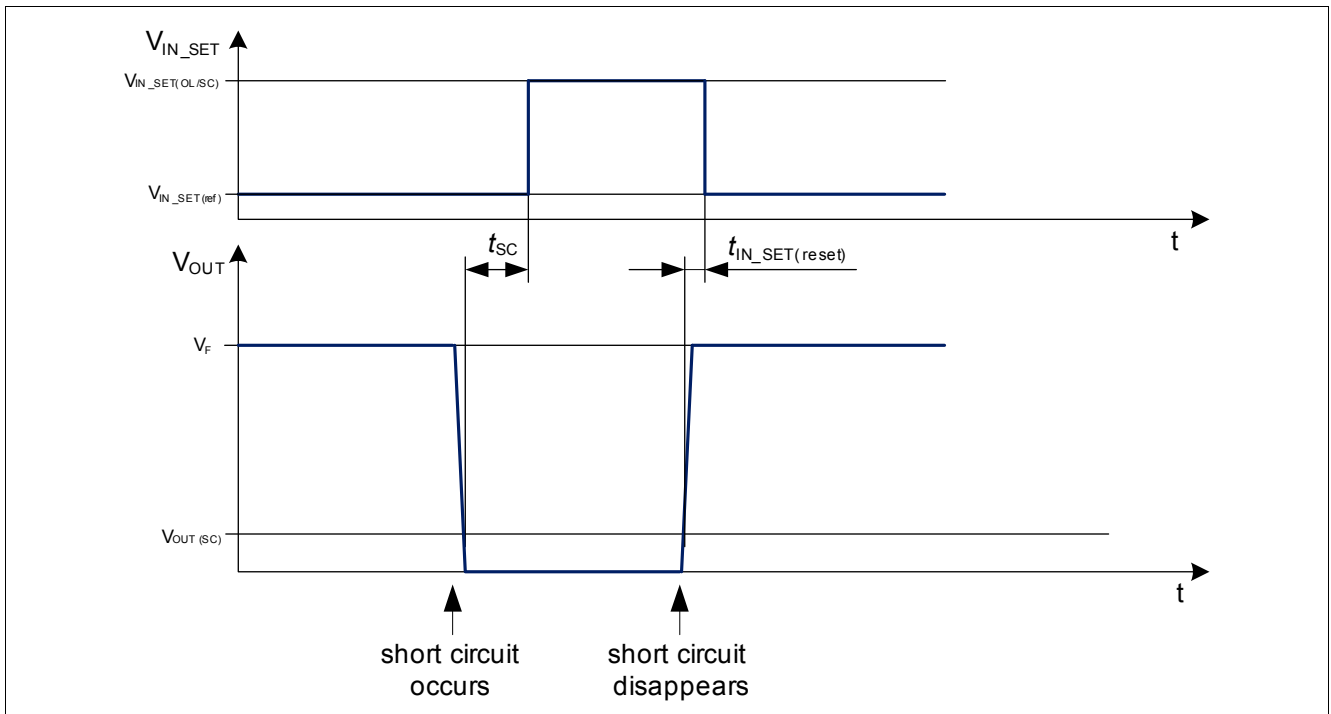 V_IN_SET
V_IN_SET(OL/SC)
V_IN_SET(ref)
t
t_SC
t_IN_SET(reset)
V_OUT
V_F
V_OUT(SC)
t
short circuit
occurs
short circuit
disappears